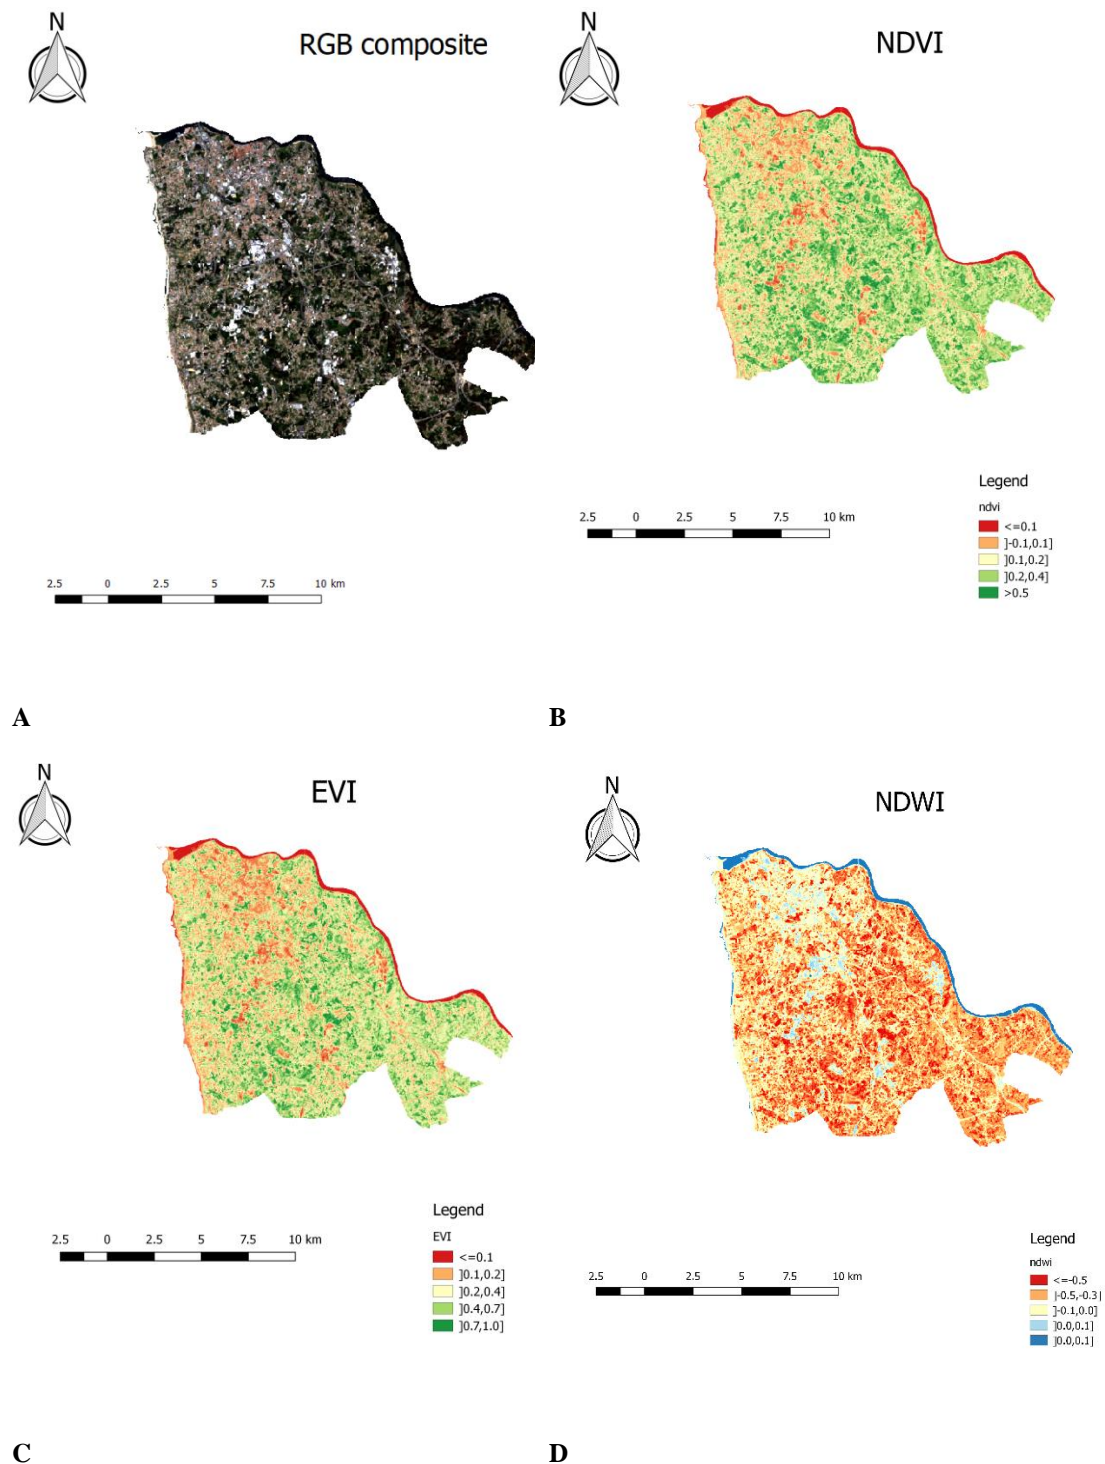 N
RGB composite
2.5 0 2.5 5 7.5 10 km
A
N
NDVI
Legend
ndvi
<=0.1
]-0.1,0.1]
]0.1,0.2]
]0.2,0.4]
>0.5
2.5 0 2.5 5 7.5 10 km
B
N
EVI
Legend
EVI
<=0.1
]0.1,0.2]
]0.2,0.4]
]0.4,0.7]
]0.7,1.0]
2.5 0 2.5 5 7.5 10 km
C
N
NDWI
Legend
ndwi
<=-0.5
]-0.5,-0.3]
]-0.1,0.0]
]0.0,0.1]
]0.0,0.1]
2.5 0 2.5 5 7.5 10 km
D